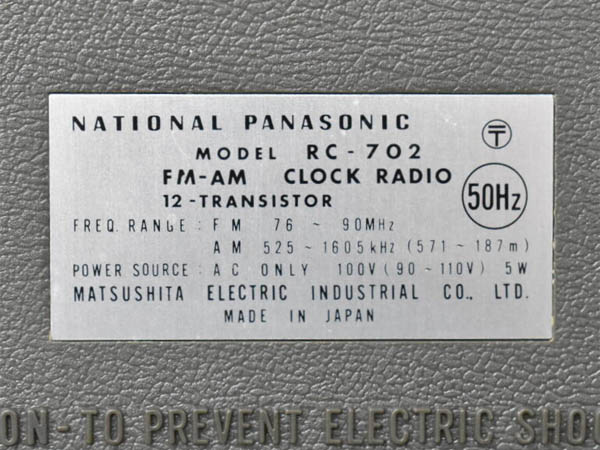 NATIONAL PANASONIC
〒
MODEL RC-702
FM-AM CLOCK RADIO
12-TRANSISTOR
50Hz
FREQ. RANGE : FM 76 ~ 90MHz
AM 525 ~ 1605kHz (571 ~ 187m)
POWER SOURCE : AC ONLY 100V (90 ~ 110V) 5W
MATSUSHITA ELECTRIC INDUSTRIAL CO., LTD.
MADE IN JAPAN
ON-TO PREVENT ELECTRIC SHOC